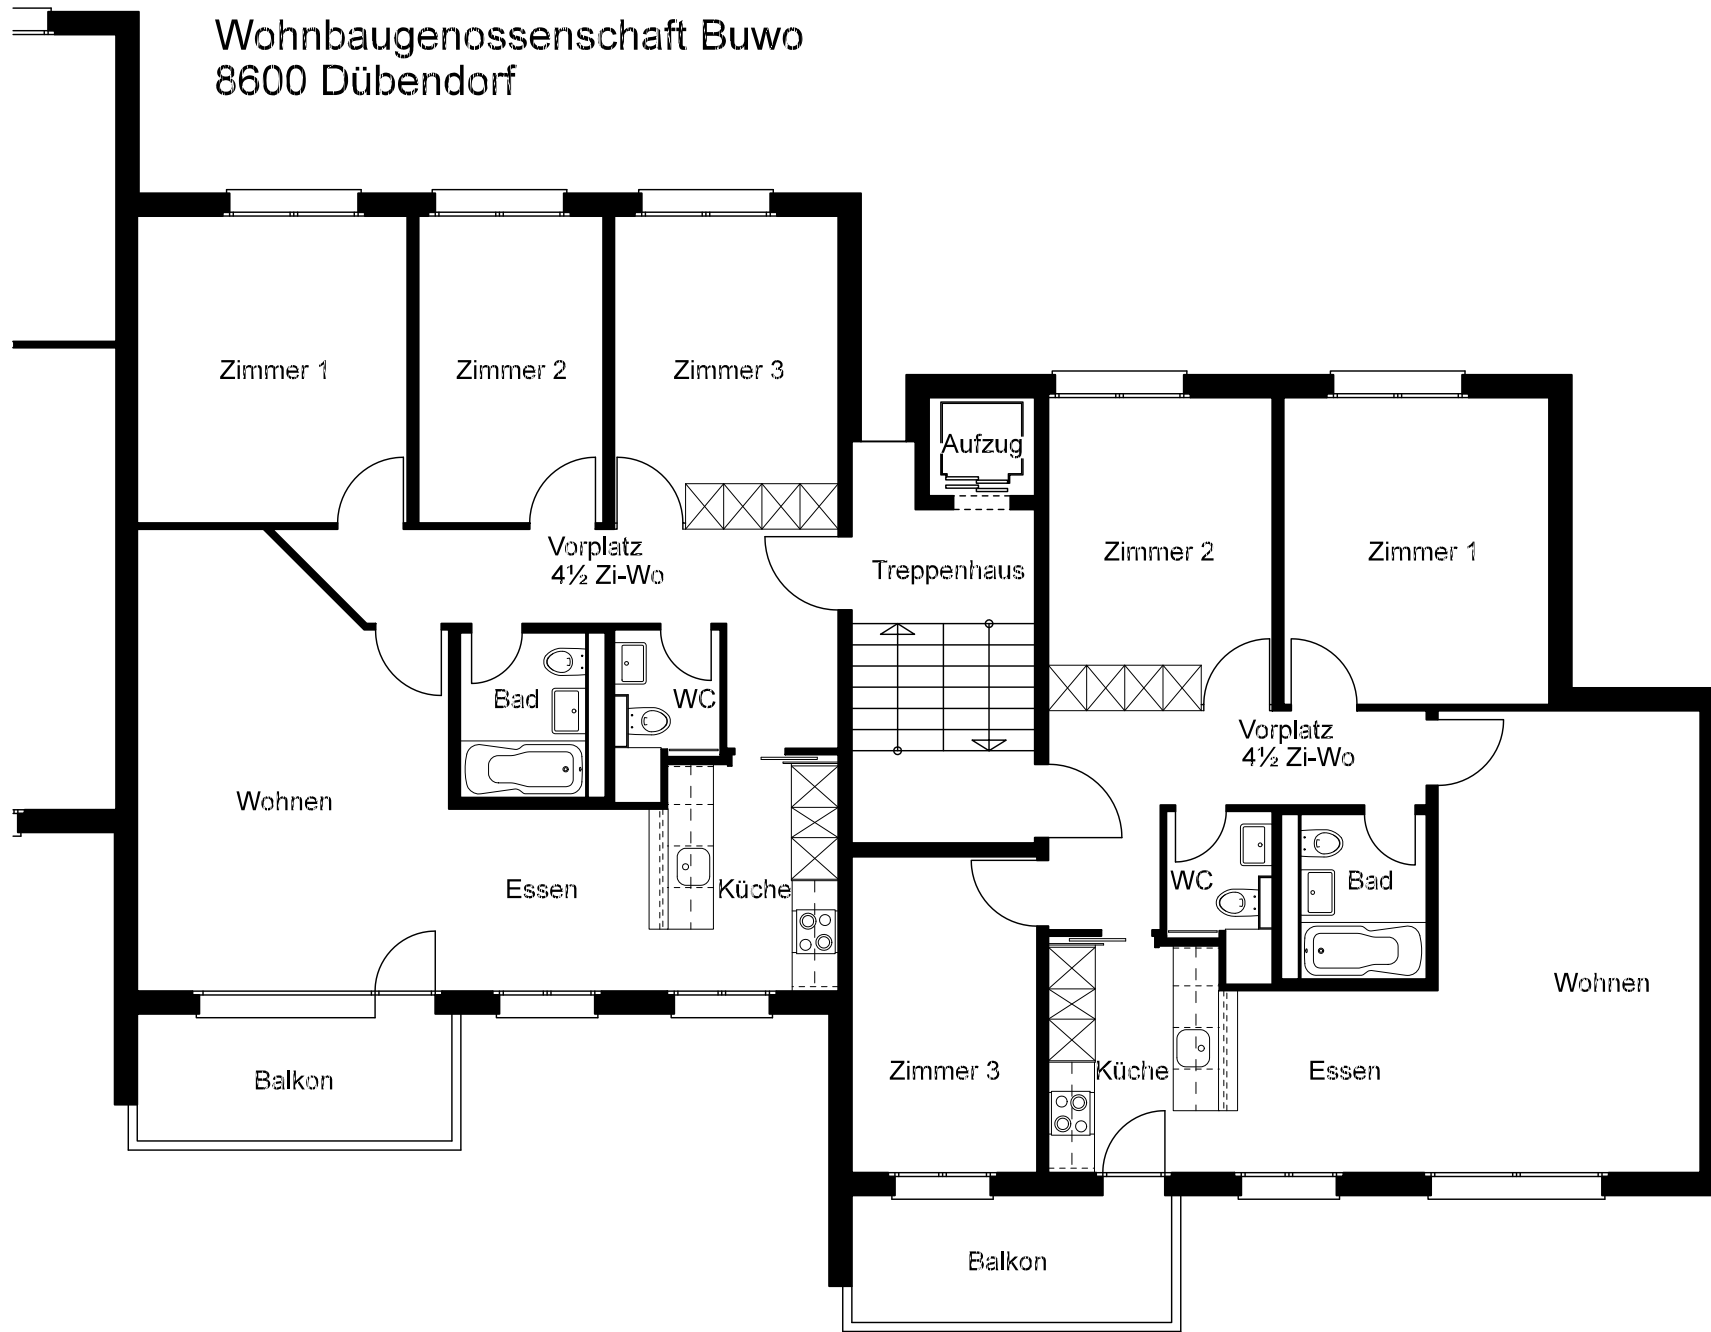 Wohnbaugenossenschaft Buwo
8600 Dübendorf
Zimmer 1
Zimmer 2
Zimmer 3
Aufzug
Vorplatz
4½ Zi-Wo
Treppenhaus
Zimmer 2
Zimmer 1
Bad
WC
Vorplatz
4½ Zi-Wo
Wohnen
Essen
Küche
WC
Bad
Wohnen
Balkon
Zimmer 3
Küche
Essen
Balkon